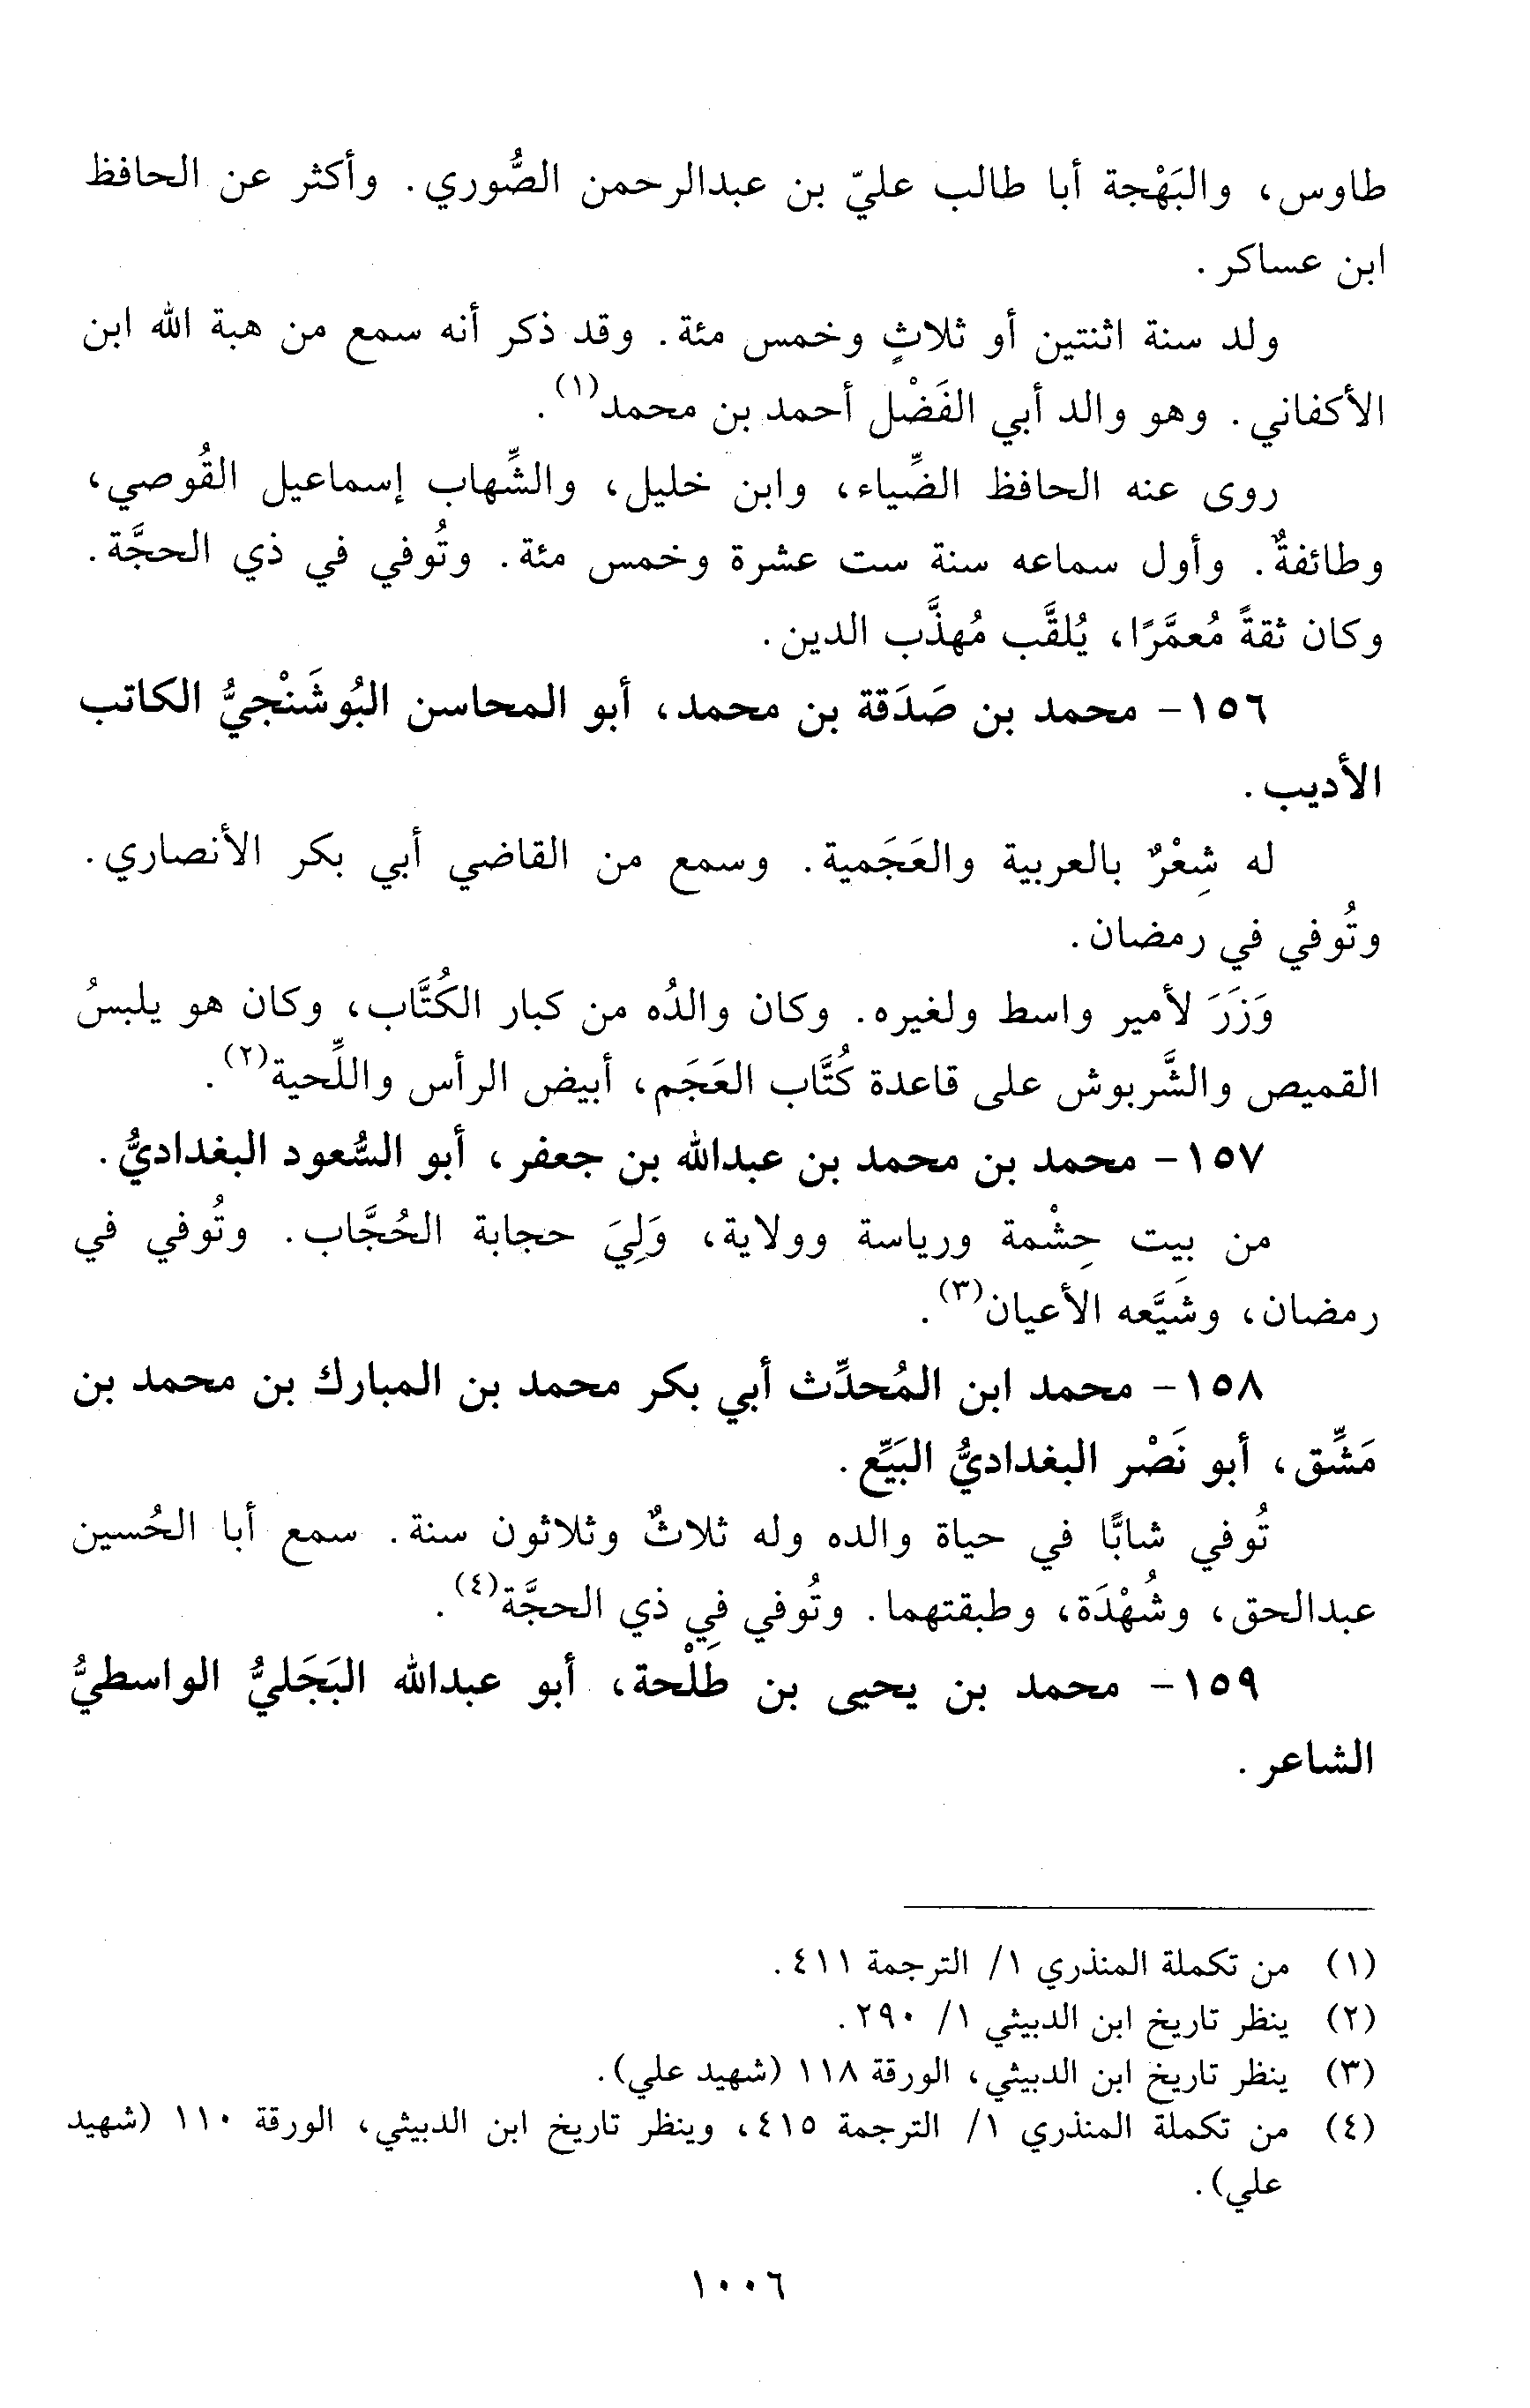 طاوس، والبَهْجة أبا طالب عليّ بن عبدالرحمن الصُّوري. وأكثر عن الحافظ
ابن عساكر.
ولد سنة اثنتين أو ثلاثٍ وخمس مئة. وقد ذكر أنه سمع من هبة الله ابن
الأكفاني. وهو والد أبي الفَضْل أحمد بن محمد(١).
روى عنه الحافظ الضِّياء، وابن خليل، والشِّهاب إسماعيل القُوصي،
وطائفةٌ. وأول سماعه سنة ست عشرة وخمس مئة. وتُوفي في ذي الحجَّة.
وكان ثقةً مُعمَّرًا، يُلقَّب مُهذَّب الدين.
١٥٦- محمد بن صَدَقة بن محمد، أبو المحاسن البُوشَنْجيُّ الكاتب
الأديب.
له شِعْرٌ بالعربية والعَجَمية. وسمع من القاضي أبي بكر الأنصاري.
وتُوفي في رمضان.
وَزَرَ لأمير واسط ولغيره. وكان والدُه من كبار الكُتَّاب، وكان هو يلبسُ
القميص والشَّربوش على قاعدة كُتَّاب العَجَم، أبيض الرأس واللِّحية(٢).
١٥٧- محمد بن محمد بن عبدالله بن جعفر، أبو السُّعود البغداديُّ.
من بيت حِشْمة ورياسة وولاية، وَلِيَ حجابة الحُجَّاب. وتُوفي في
رمضان، وشَيَّعه الأعيان(٣).
١٥٨- محمد ابن المُحدِّث أبي بكر محمد بن المبارك بن محمد بن
مَشِّق، أبو نَصْر البغداديُّ البَيِّع.
تُوفي شابًّا في حياة والده وله ثلاثٌ وثلاثون سنة. سمع أبا الحُسين
عبدالحق، وشُهْدَة، وطبقتهما. وتُوفي في ذي الحجَّة(٤).
١٥٩- محمد بن يحيى بن طَلْحة، أبو عبدالله البَجَليُّ الواسطيُّ
الشاعر.
(١) من تكملة المنذري ١/ الترجمة ٤١١.
(٢) ينظر تاريخ ابن الدبيثي ١/ ٢٩٠.
(٣) ينظر تاريخ ابن الدبيثي، الورقة ١١٨ (شهيد علي).
(٤) من تكملة المنذري ١/ الترجمة ٤١٥، وينظر تاريخ ابن الدبيثي، الورقة ١١٠ (شهيد
علي).
١٠٠٦